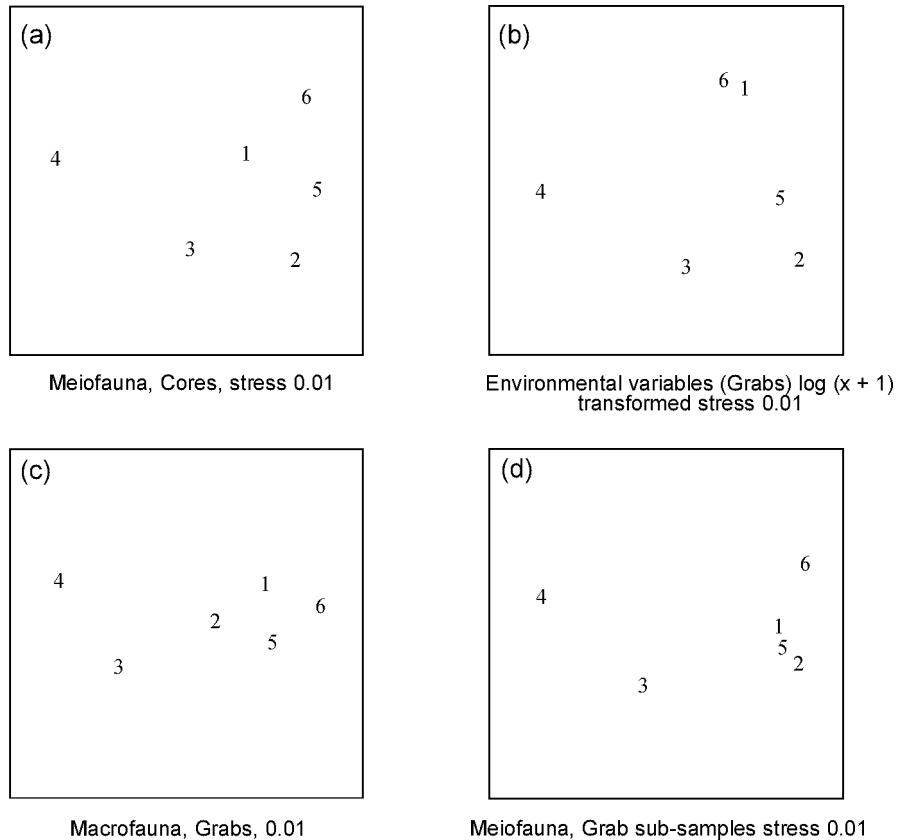 (a)
6
4
1
5
3
2
Meiofauna, Cores, stress 0.01
(b)
6
1
4
5
3
2
Environmental variables (Grabs) log (x + 1)
transformed stress 0.01
(c)
4
1
6
2
5
3
Macrofauna, Grabs, 0.01
(d)
6
4
1
5
2
3
Meiofauna, Grab sub-samples stress 0.01